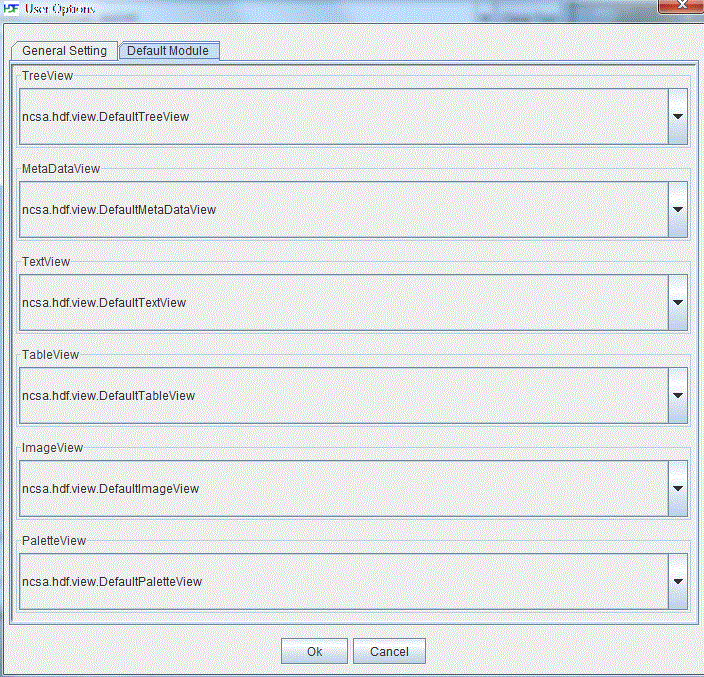 HDF User Options
General Setting Default Module
TreeView
ncsa.hdf.view.DefaultTreeView
MetaDataView
ncsa.hdf.view.DefaultMetaDataView
TextView
ncsa.hdf.view.DefaultTextView
TableView
ncsa.hdf.view.DefaultTableView
ImageView
ncsa.hdf.view.DefaultImageView
PaletteView
ncsa.hdf.view.DefaultPaletteView
Ok Cancel